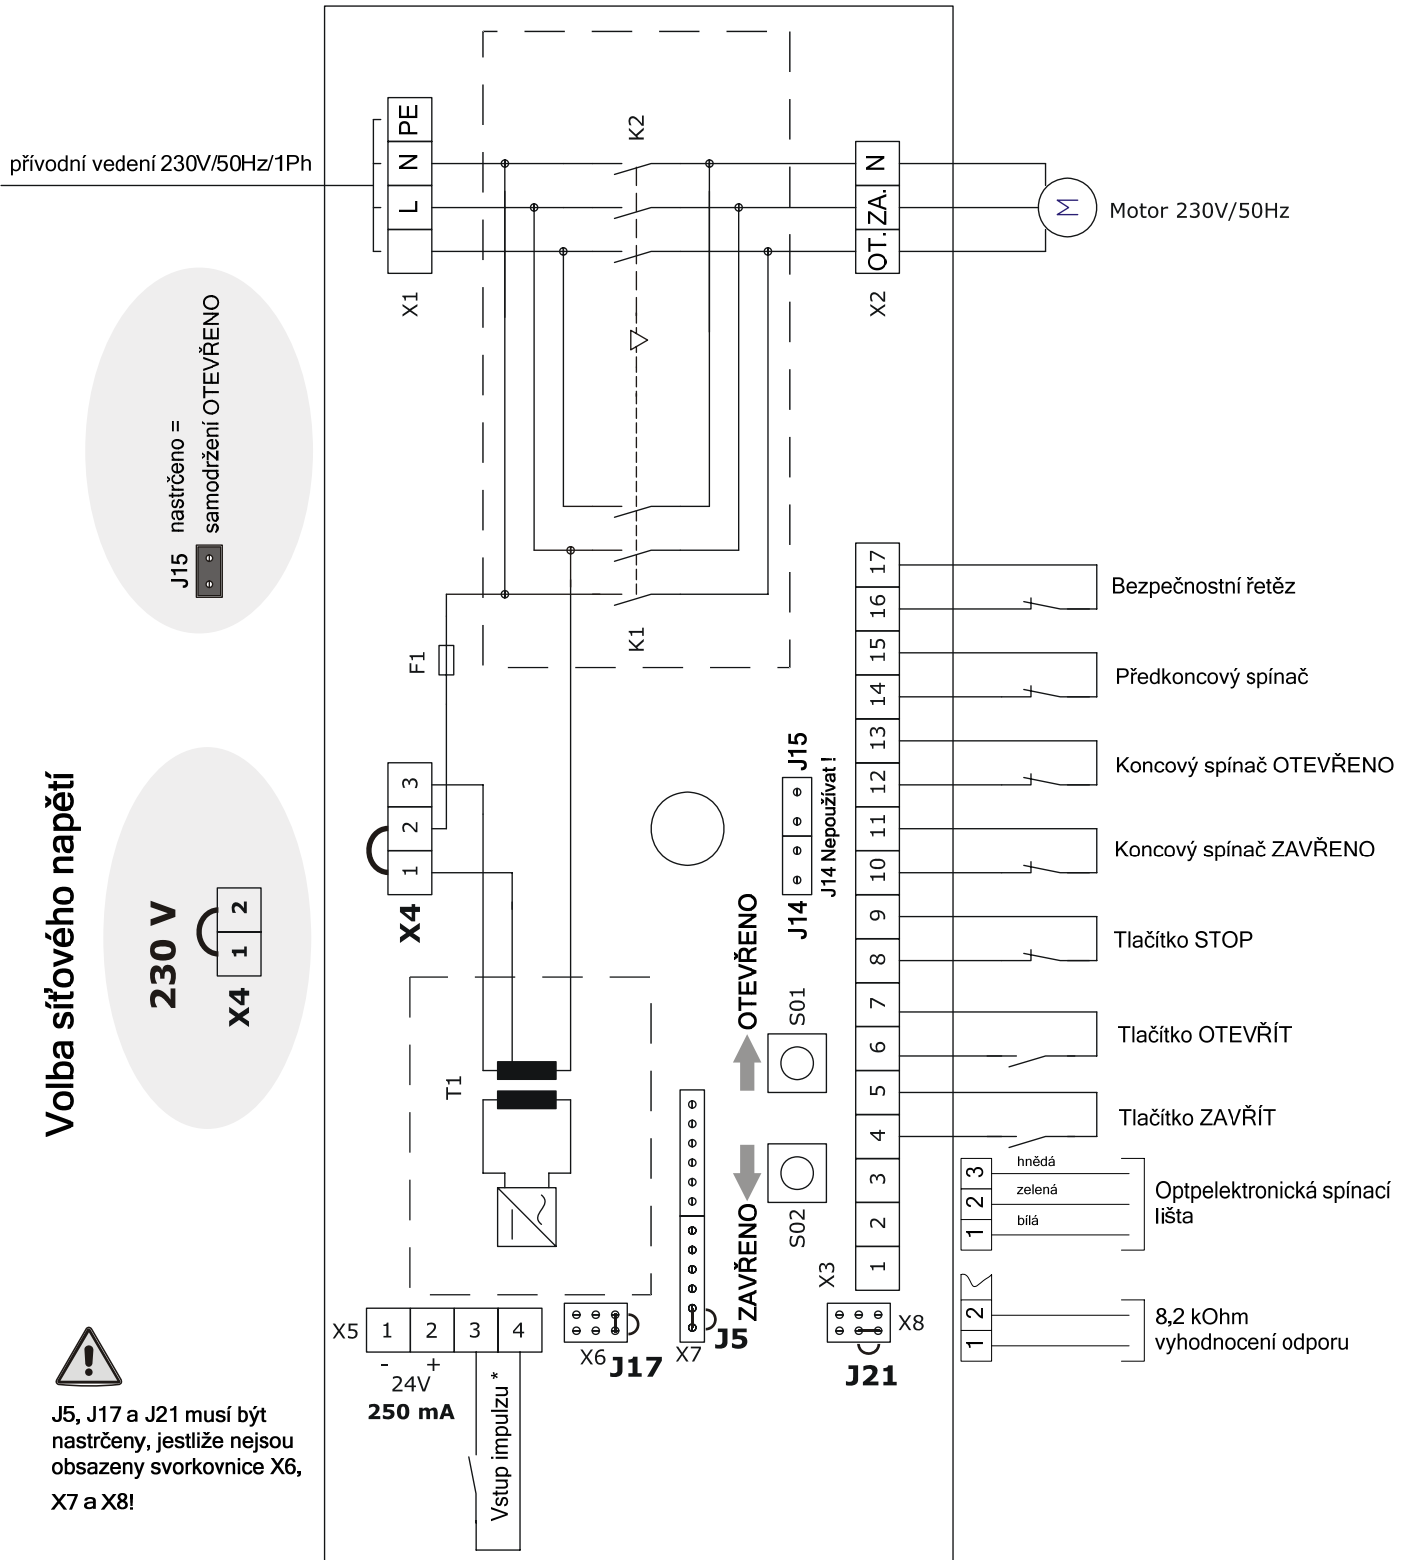 přívodní vedení 230V/50Hz/1Ph
PE
N
L
X1
K2
N
ZA.
OT.
X2
M
Motor 230V/50Hz
J15 nastrčeno =
samodržení OTEVŘENO
K1
F1
Volba síťového napětí
230 V
1 2
X4
3
2
1
X4
T1
J15
J14
J14 Nepoužívat !
OTEVŘENO
S01
ZAVŘENO
S02
17
16
15
14
13
12
11
10
9
8
7
6
5
4
3
2
1
X3
Bezpečnostní řetěz
Předkoncový spínač
Koncový spínač OTEVŘENO
Koncový spínač ZAVŘENO
Tlačítko STOP
Tlačítko OTEVŘÍT
Tlačítko ZAVŘÍT
3 hnědá
2 zelená
1 bílá
Optpelektronická spínací
lišta
2
1
8,2 kOhm
vyhodnocení odporu
X5 1 2 3 4
- +
24V
250 mA
Vstup impulzu *
X6 J17
X7 J5
X8
J21
!
J5, J17 a J21 musí být
nastrčeny, jestliže nejsou
obsazeny svorkovnice X6,
X7 a X8!